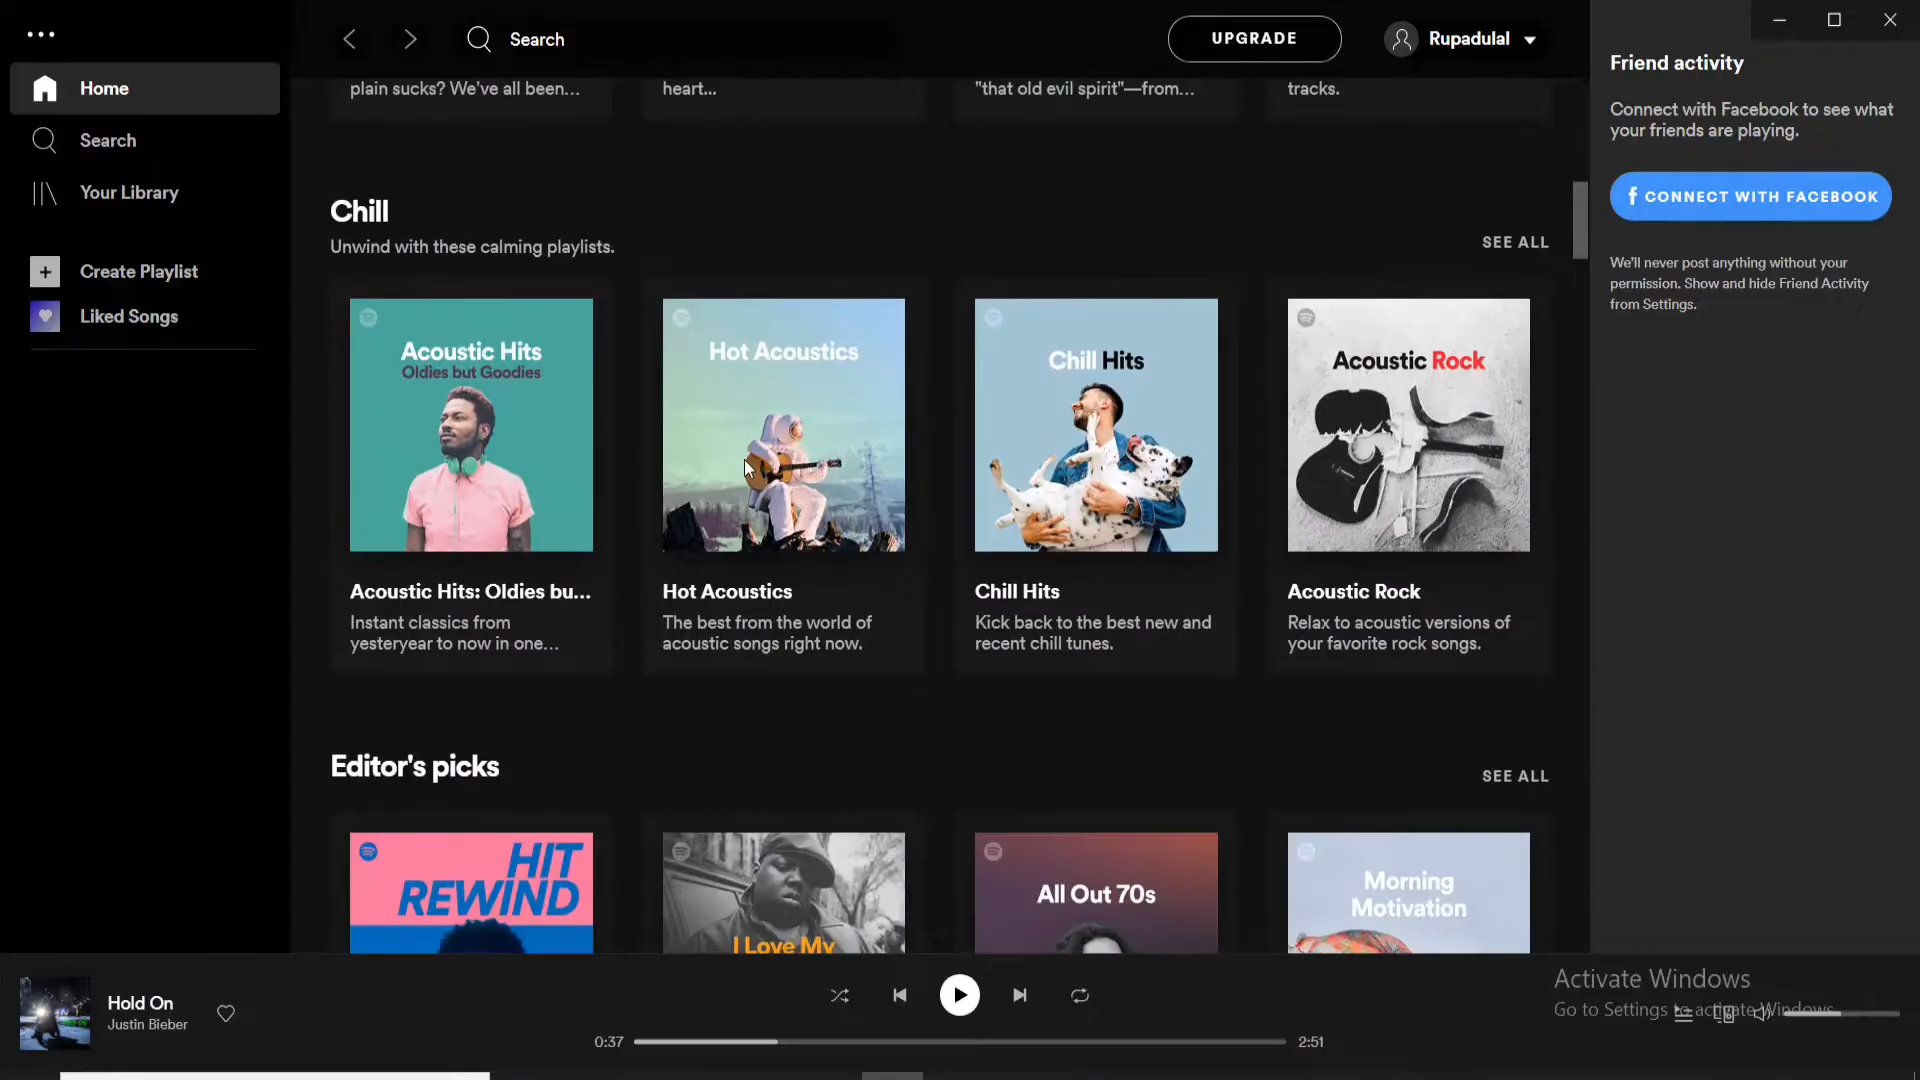 Search
UPGRADE
Rupadulal
Home
Search
Your Library
Create Playlist
Liked Songs
plain sucks? We've all been...
heart...
"that old evil spirit"—from...
tracks.
Chill
Unwind with these calming playlists.
SEE ALL
Acoustic Hits
Oldies but Goodies
Hot Acoustics
Chill Hits
Acoustic Rock
Acoustic Hits: Oldies bu...
Instant classics from
yesteryear to now in one...
Hot Acoustics
The best from the world of
acoustic songs right now.
Chill Hits
Kick back to the best new and
recent chill tunes.
Acoustic Rock
Relax to acoustic versions of
your favorite rock songs.
Editor's picks
SEE ALL
HIT
REWIND
I Love My
All Out 70s
Morning
Motivation
Friend activity
Connect with Facebook to see what
your friends are playing.
CONNECT WITH FACEBOOK
We'll never post anything without your
permission. Show and hide Friend Activity
from Settings.
Hold On
Justin Bieber
0:37
2:51
Activate Windows
Go to Settings to activate Windows.